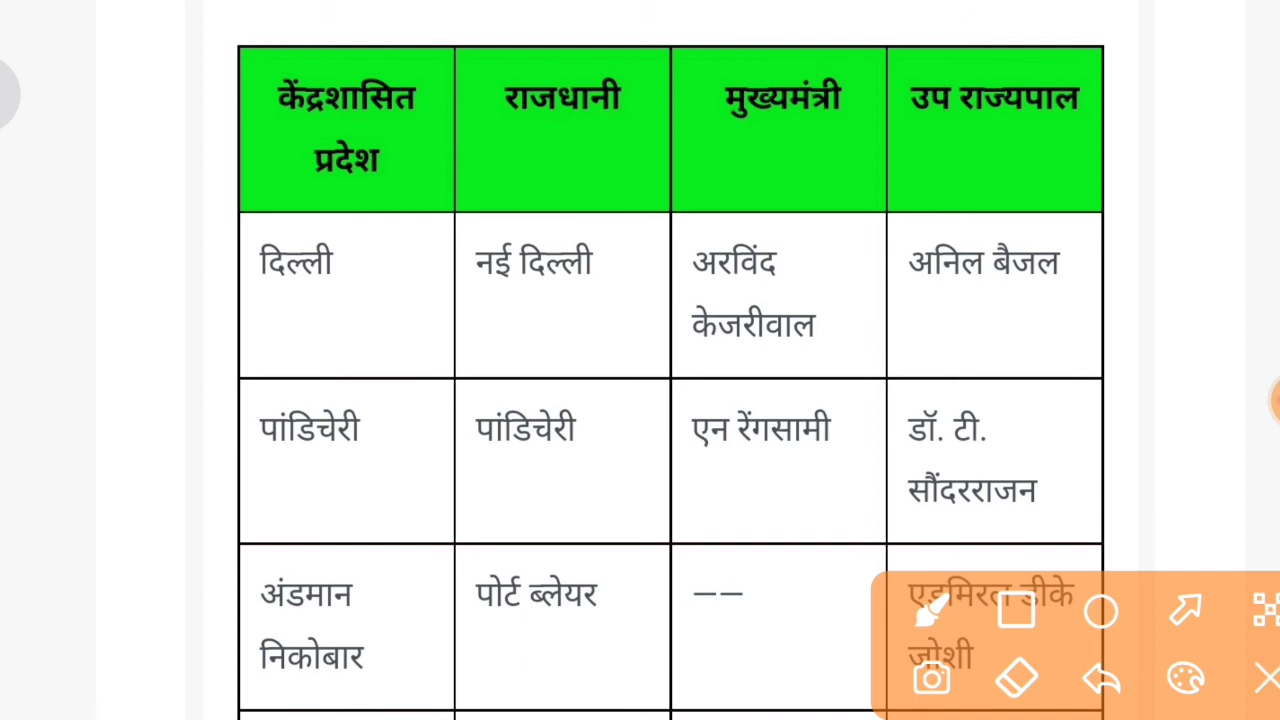 केंद्रशासित
प्रदेश
राजधानी
मुख्यमंत्री
उप राज्यपाल
दिल्ली
नई दिल्ली
अरविंद
केजरीवाल
अनिल बैजल
पांडिचेरी
पांडिचेरी
एन रेंगसामी
डॉ. टी.
सौंदरराजन
अंडमान
निकोबार
पोर्ट ब्लेयर
——
एडमिरल डीके
जोशी